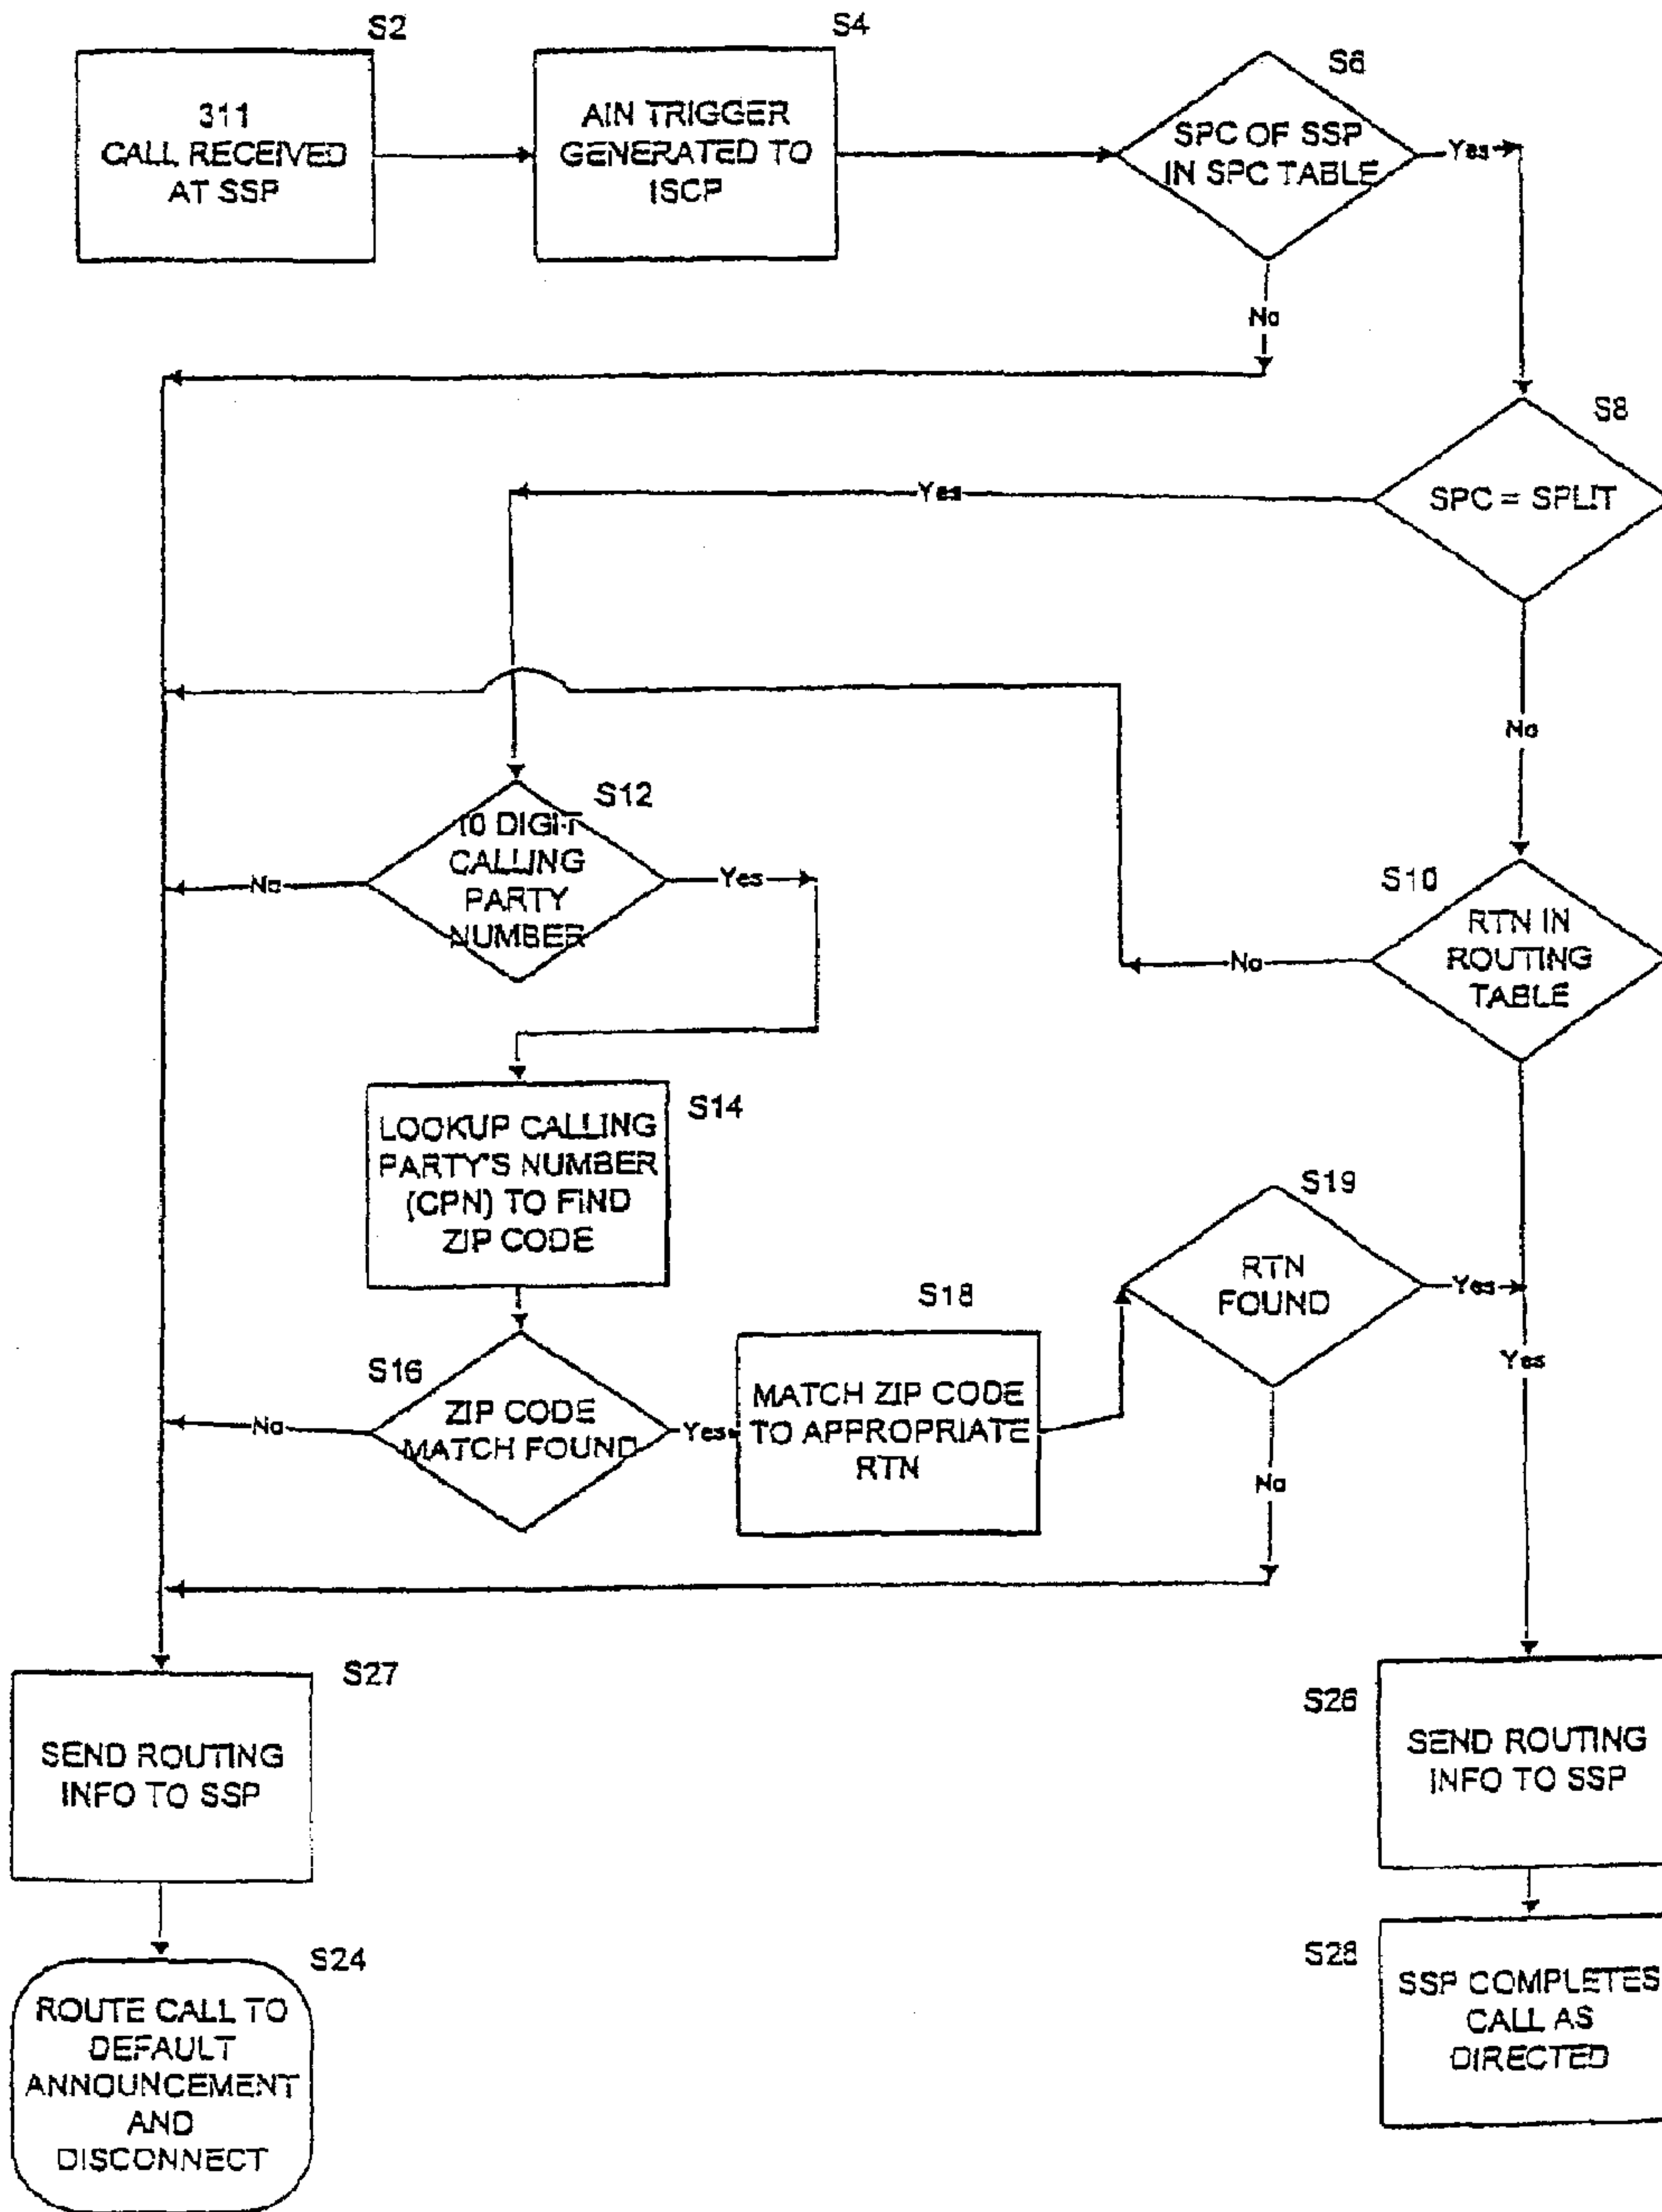 S2
311
CALL RECEIVED
AT SSP
S4
AIN TRIGGER
GENERATED TO
ISCP
S6
SPC OF SSP
IN SPC TABLE
Yes
No
S8
SPC = SPLIT
Yes
No
S12
10 DIGIT
CALLING
PARTY
NUMBER
No
Yes
S10
RTN IN
ROUTING
TABLE
No
Yes
S14
LOOKUP CALLING
PARTY'S NUMBER
(CPN) TO FIND
ZIP CODE
S16
ZIP CODE
MATCH FOUND
No
Yes
S18
MATCH ZIP CODE
TO APPROPRIATE
RTN
S19
RTN
FOUND
Yes
No
S27
SEND ROUTING
INFO TO SSP
S26
SEND ROUTING
INFO TO SSP
S24
ROUTE CALL TO
DEFAULT
ANNOUNCEMENT
AND
DISCONNECT
S28
SSP COMPLETES
CALL AS
DIRECTED